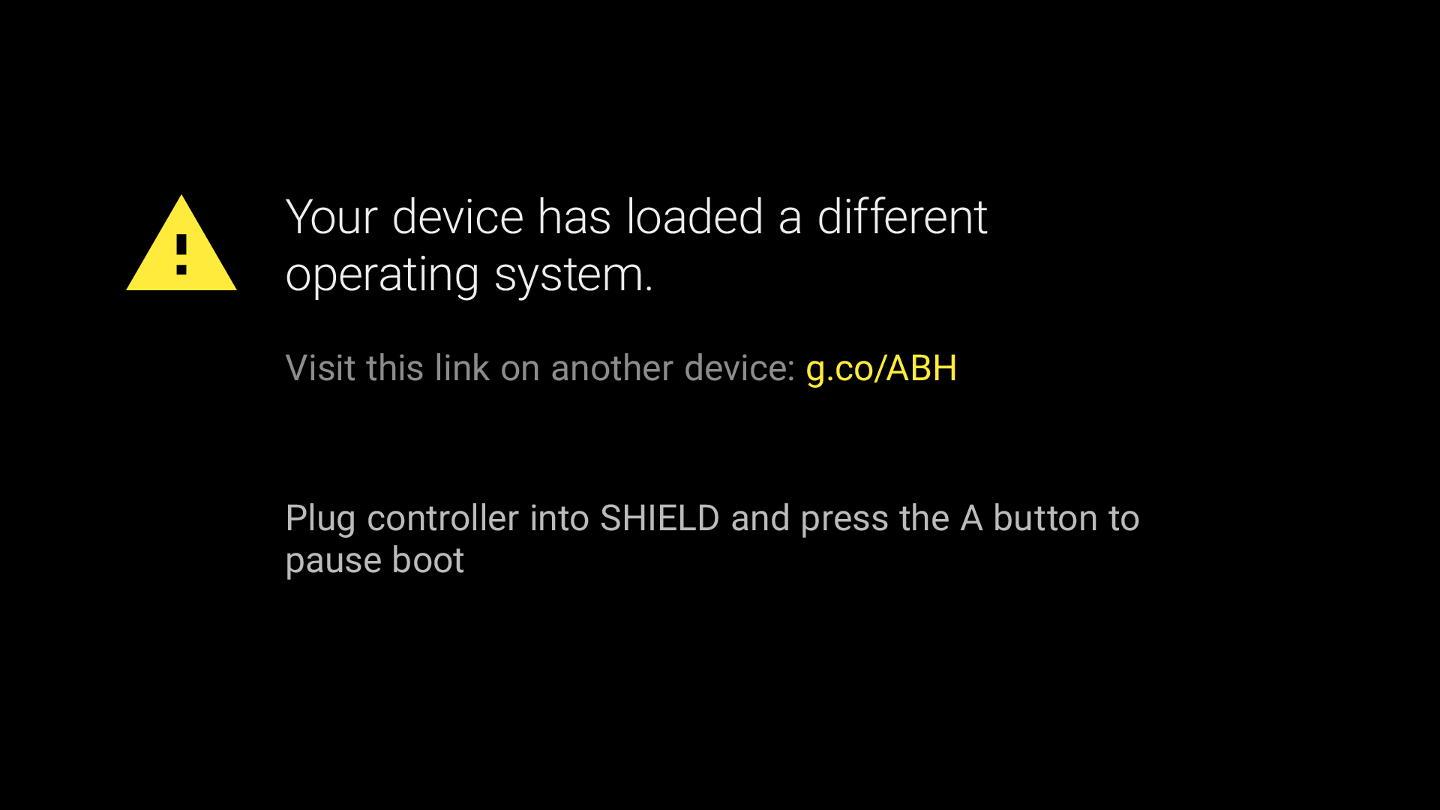 Your device has loaded a different
operating system.
Visit this link on another device: g.co/ABH
Plug controller into SHIELD and press the A button to
pause boot